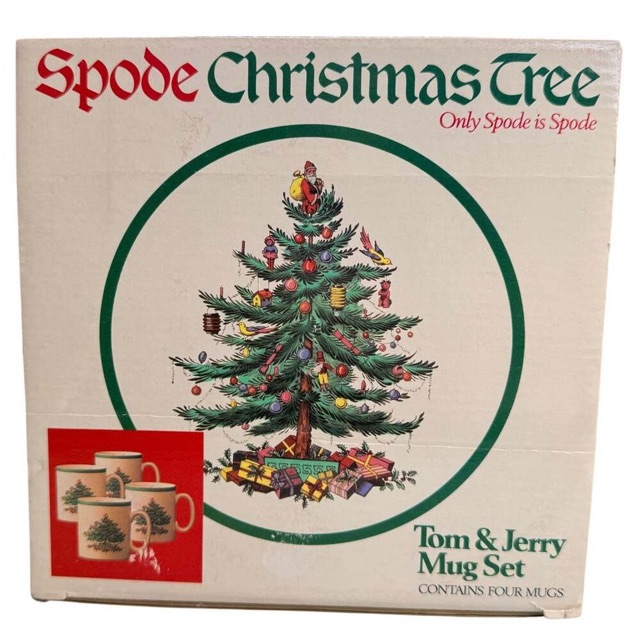 Spode Christmas Tree
Only Spode is Spode
Tom & Jerry
Mug Set
CONTAINS FOUR MUGS